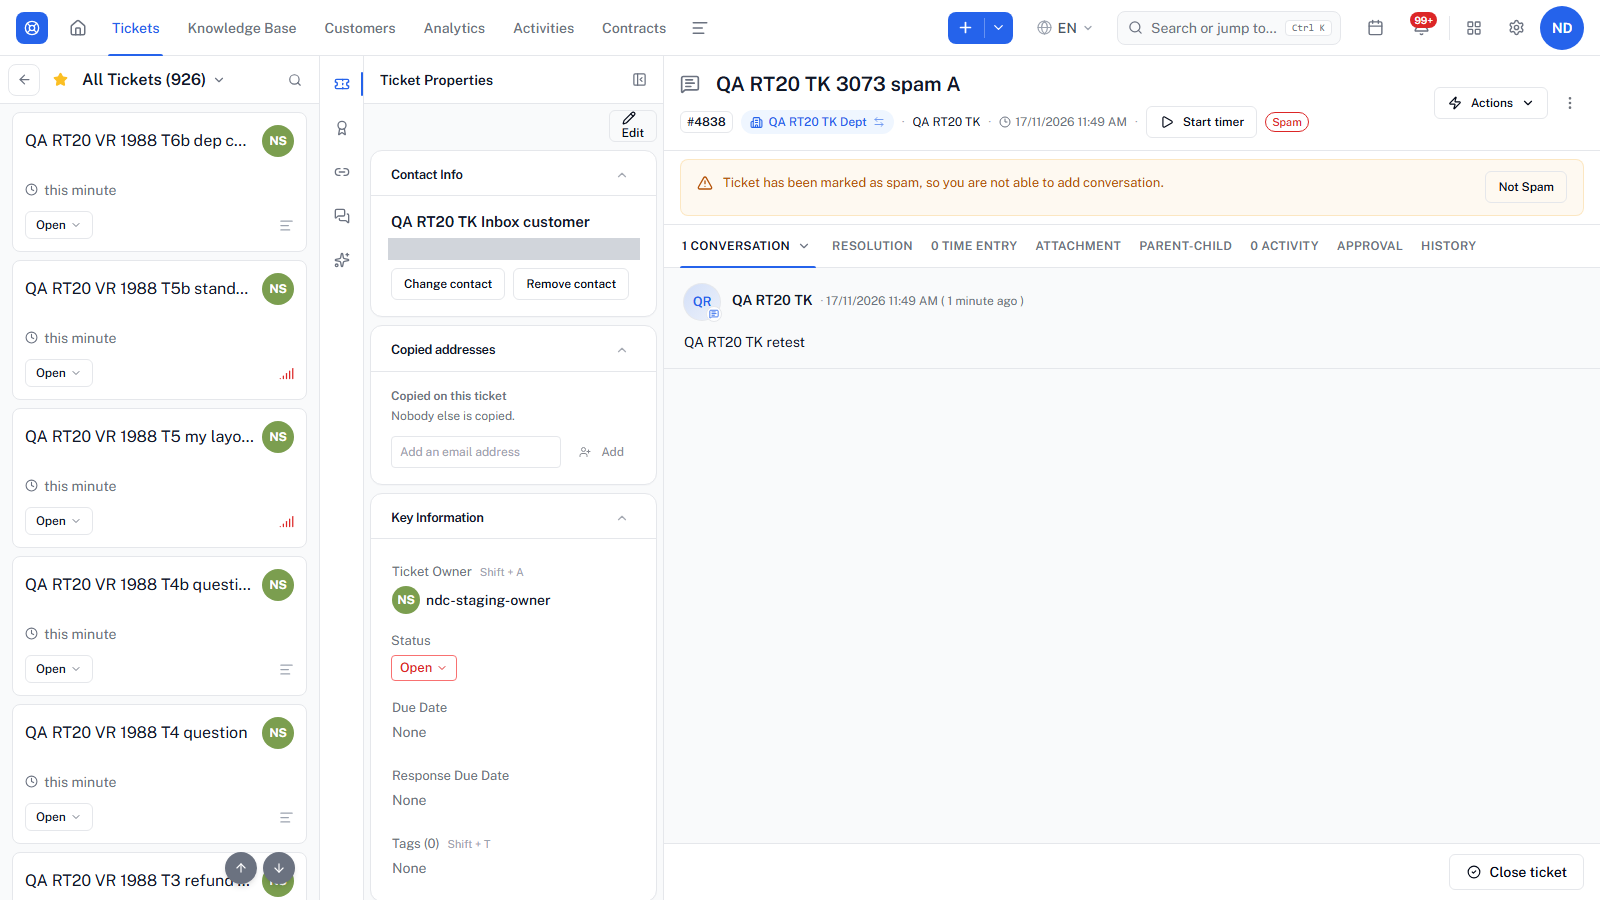 Tickets
Knowledge Base
Customers
Analytics
Activities
Contracts
EN
Search or jump to...
Ctrl K
99+
ND
All Tickets (926)
QA RT20 VR 1988 T6b dep c...
NS
this minute
Open
QA RT20 VR 1988 T5b stand...
NS
this minute
Open
QA RT20 VR 1988 T5 my layo...
NS
this minute
Open
QA RT20 VR 1988 T4b questi...
NS
this minute
Open
QA RT20 VR 1988 T4 question
NS
this minute
Open
QA RT20 VR 1988 T3 refund
Ticket Properties
Edit
Contact Info
QA RT20 TK Inbox customer
Change contact
Remove contact
Copied addresses
Copied on this ticket
Nobody else is copied.
Add an email address
Add
Key Information
Ticket Owner Shift + A
NS ndc-staging-owner
Status
Open
Due Date
None
Response Due Date
None
Tags (0) Shift + T
None
QA RT20 TK 3073 spam A
#4838
QA RT20 TK Dept
· QA RT20 TK ·
17/11/2026 11:49 AM ·
Start timer
Spam
Actions
Ticket has been marked as spam, so you are not able to add conversation.
Not Spam
1 CONVERSATION
RESOLUTION
0 TIME ENTRY
ATTACHMENT
PARENT-CHILD
0 ACTIVITY
APPROVAL
HISTORY
QR
QA RT20 TK · 17/11/2026 11:49 AM ( 1 minute ago )
QA RT20 TK retest
Close ticket